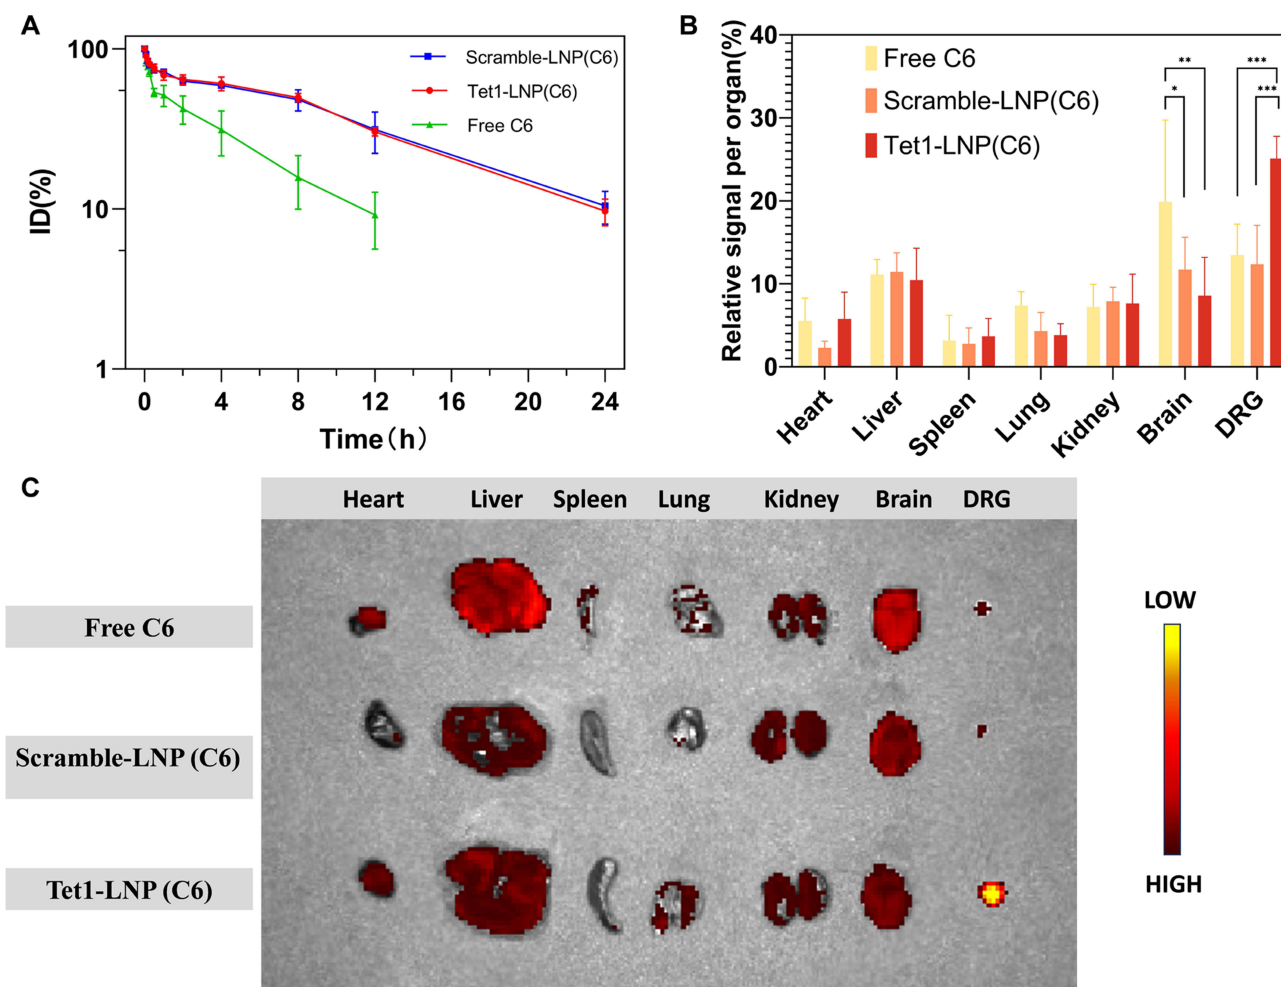 A
ID(%)
100
10
1
Scramble-LNP(C6)
Tet1-LNP(C6)
Free C6
0 4 8 12 16 20 24
Time（h）
B
Relative signal per organ(%)
40
30
20
10
0
Free C6
Scramble-LNP(C6)
Tet1-LNP(C6)
**
*
***
***
Heart Liver Spleen Lung Kidney Brain DRG
C
Heart Liver Spleen Lung Kidney Brain DRG
Free C6
Scramble-LNP (C6)
Tet1-LNP (C6)
LOW
HIGH